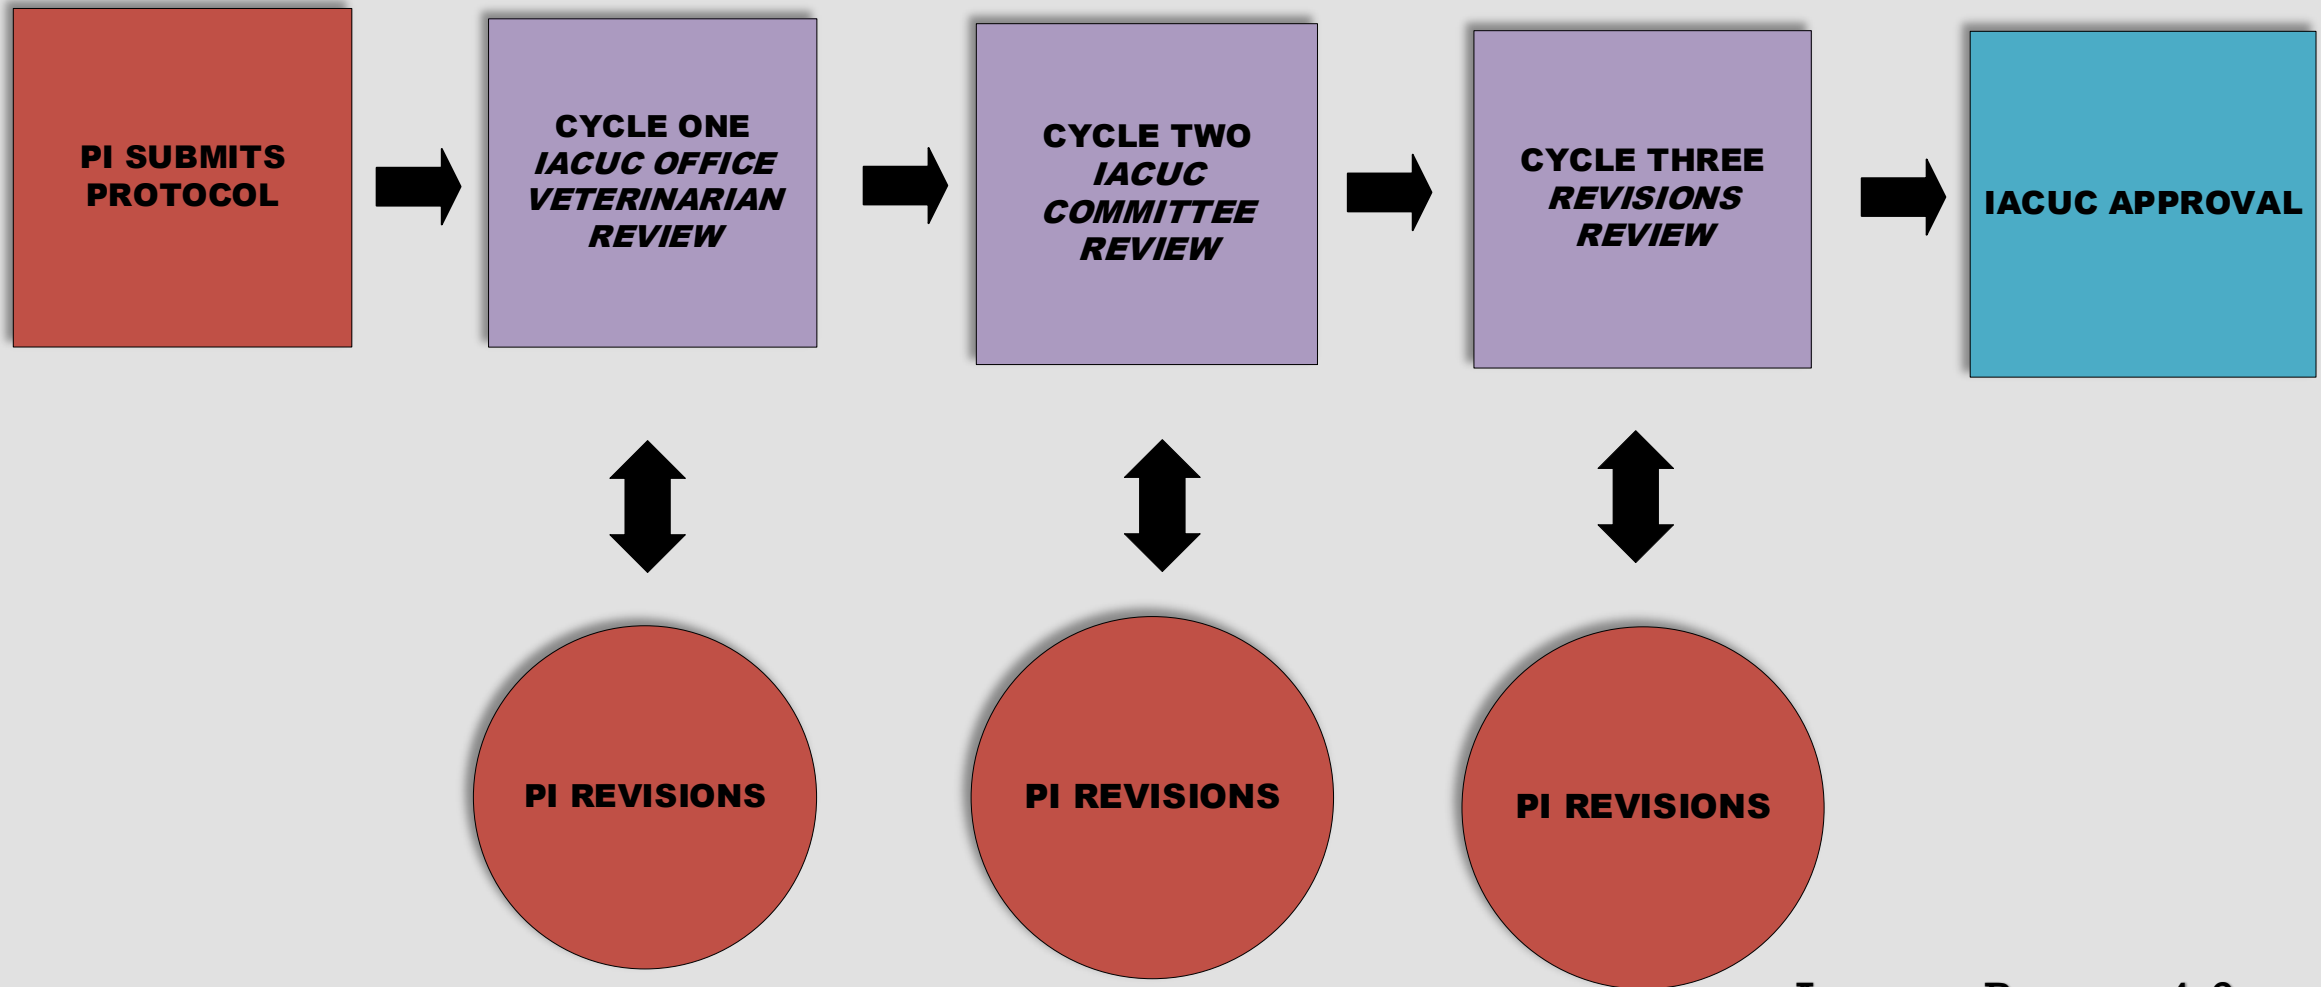 PI SUBMITS
PROTOCOL
CYCLE ONE
IACUC OFFICE
VETERINARIAN
REVIEW
CYCLE TWO
IACUC
COMMITTEE
REVIEW
CYCLE THREE
REVISIONS
REVIEW
IACUC APPROVAL
PI REVISIONS
PI REVISIONS
PI REVISIONS